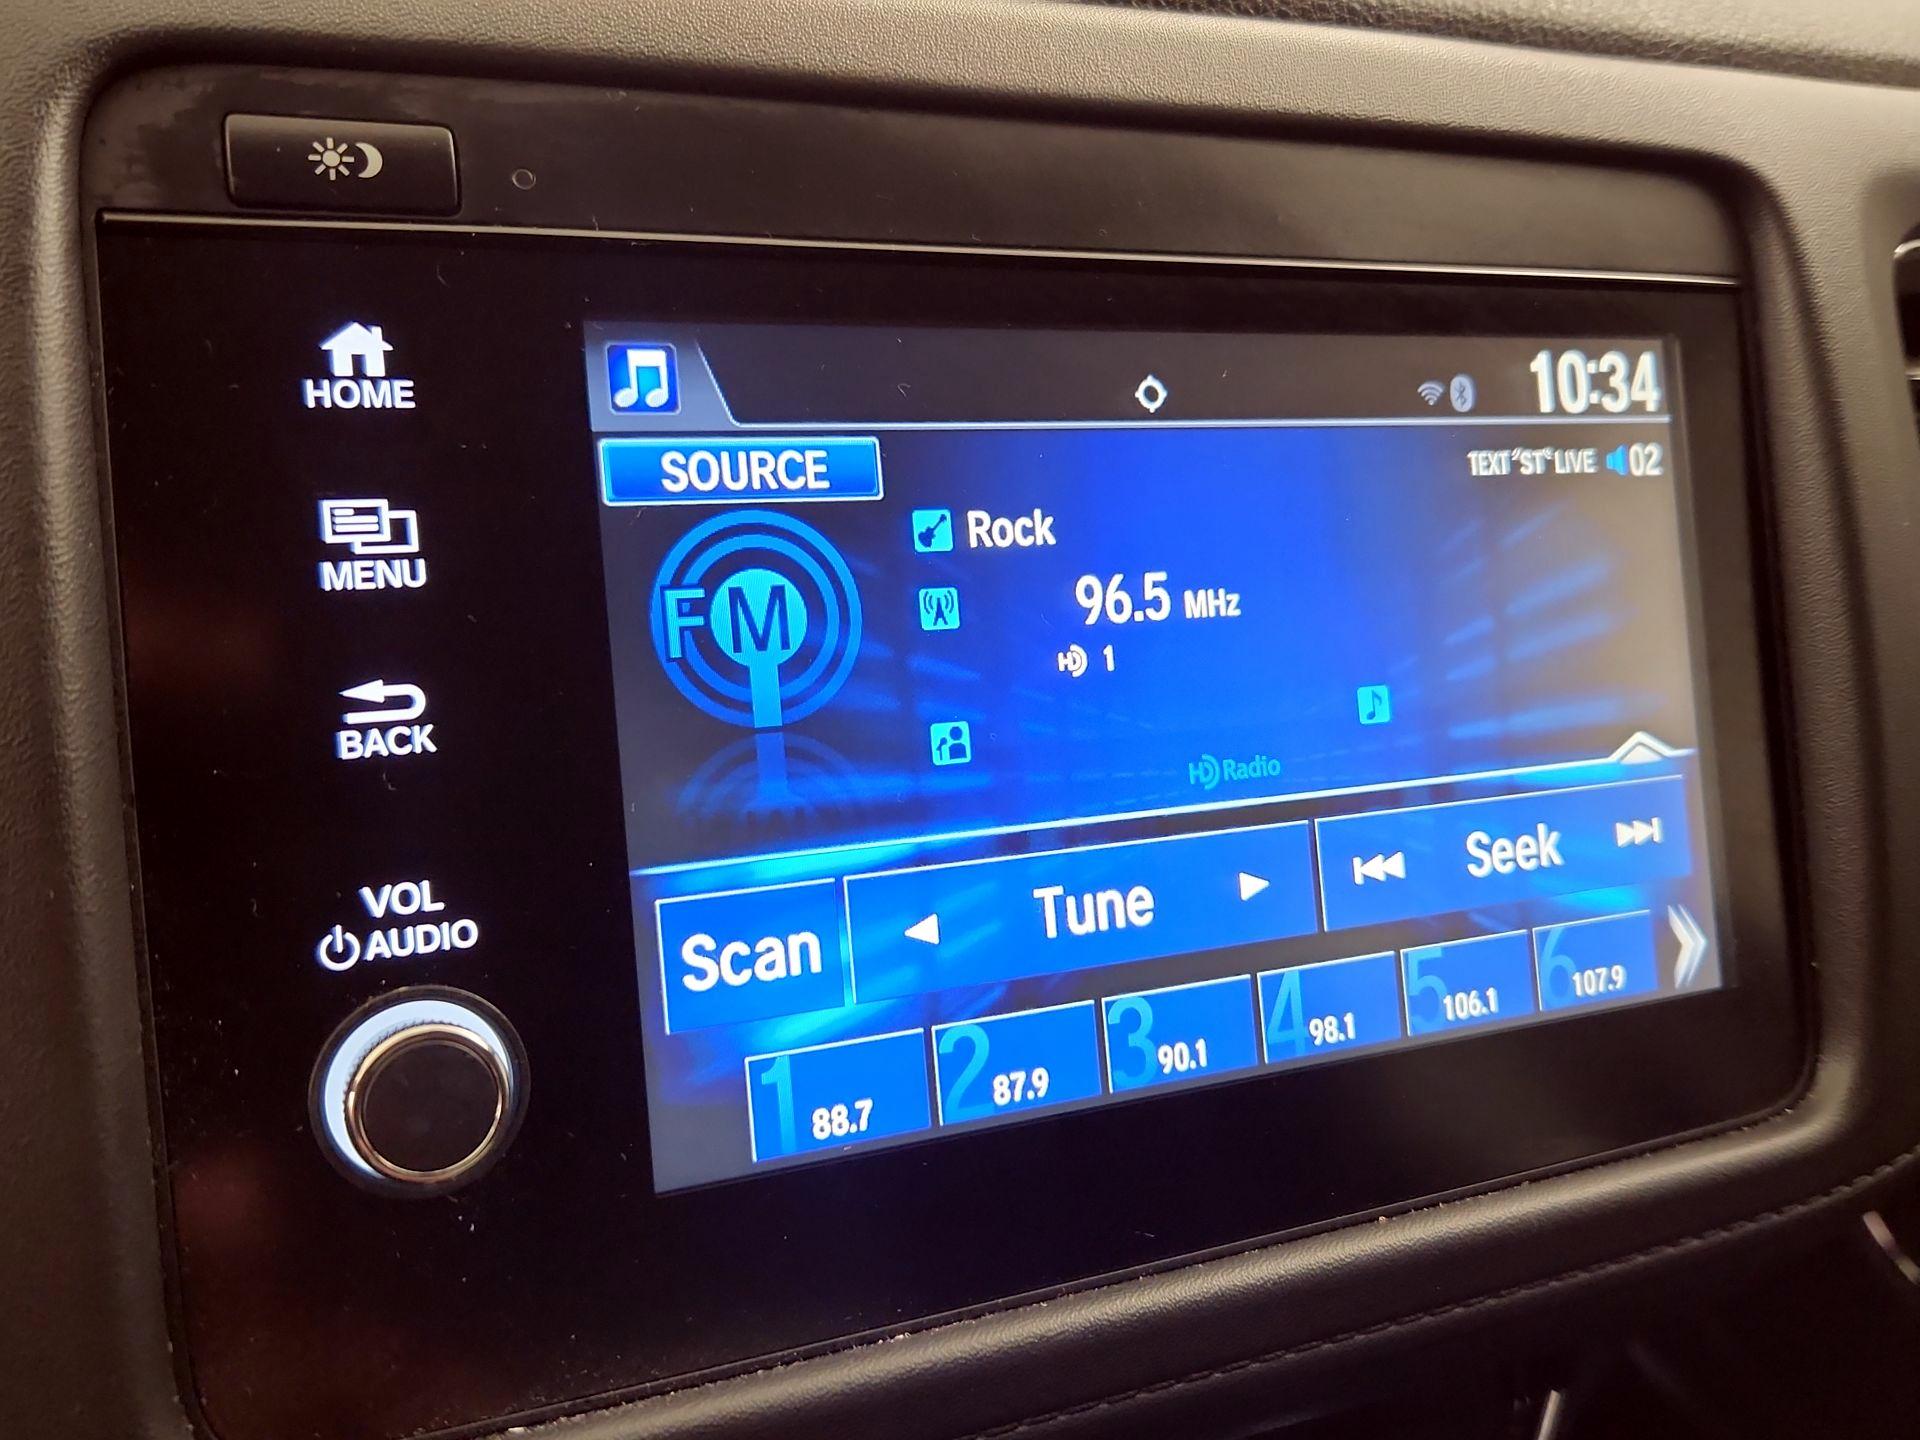 HOME
MENU
BACK
VOL
AUDIO
10:34
SOURCE
TEXT "ST" LIVE 02
Rock
FM
96.5 MHz
HD 1
HD Radio
Scan
Tune
Seek
1 88.7
2 87.9
3 90.1
4 98.1
5 106.1
6 107.9